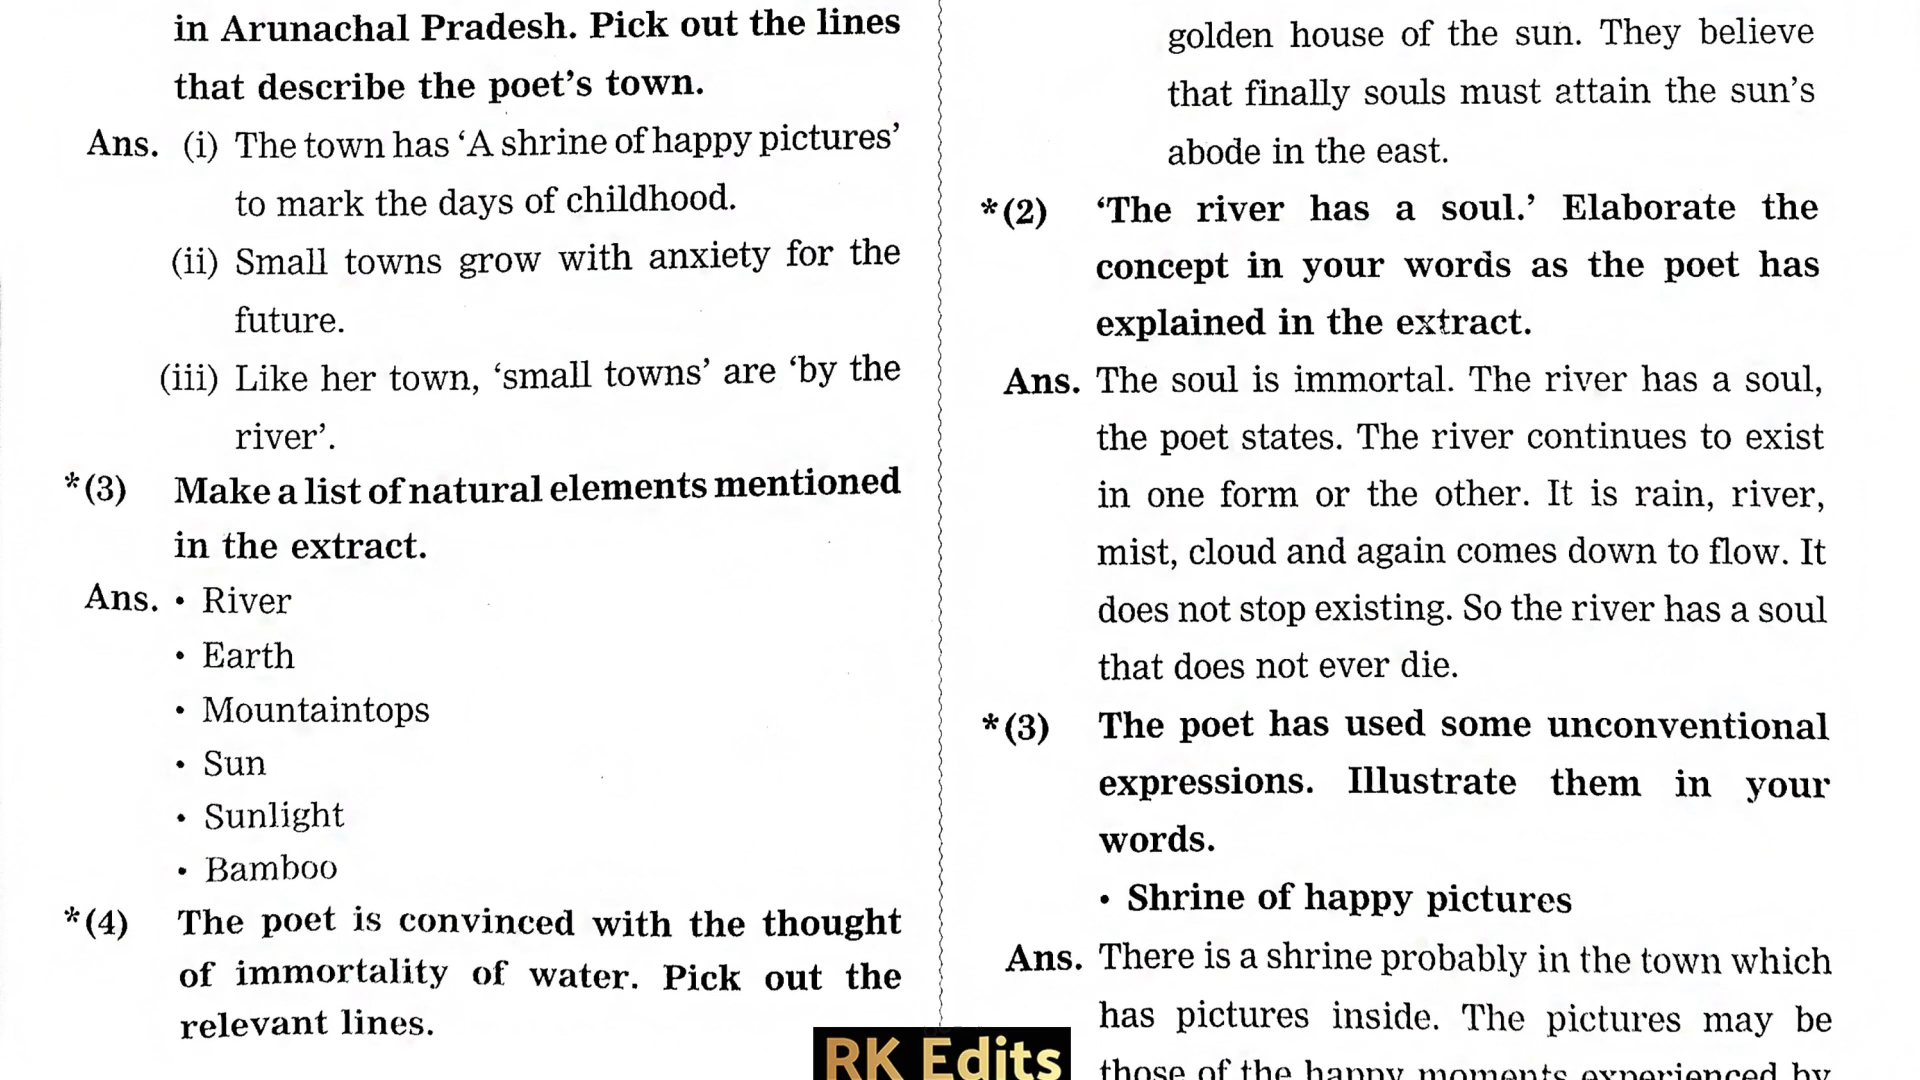 in Arunachal Pradesh. Pick out the lines
that describe the poet's town.
Ans. (i) The town has ‘A shrine of happy pictures’
to mark the days of childhood.
(ii) Small towns grow with anxiety for the
future.
(iii) Like her town, ‘small towns’ are ‘by the
river’.
*(3) Make a list of natural elements mentioned
in the extract.
Ans. • River
• Earth
• Mountaintops
• Sun
• Sunlight
• Bamboo
*(4) The poet is convinced with the thought
of immortality of water. Pick out the
relevant lines.
golden house of the sun. They believe
that finally souls must attain the sun's
abode in the east.
*(2) ‘The river has a soul.’ Elaborate the
concept in your words as the poet has
explained in the extract.
Ans. The soul is immortal. The river has a soul,
the poet states. The river continues to exist
in one form or the other. It is rain, river,
mist, cloud and again comes down to flow. It
does not stop existing. So the river has a soul
that does not ever die.
*(3) The poet has used some unconventional
expressions. Illustrate them in your
words.
• Shrine of happy pictures
Ans. There is a shrine probably in the town which
has pictures inside. The pictures may be
those of the happy moments experienced by
RK Edits